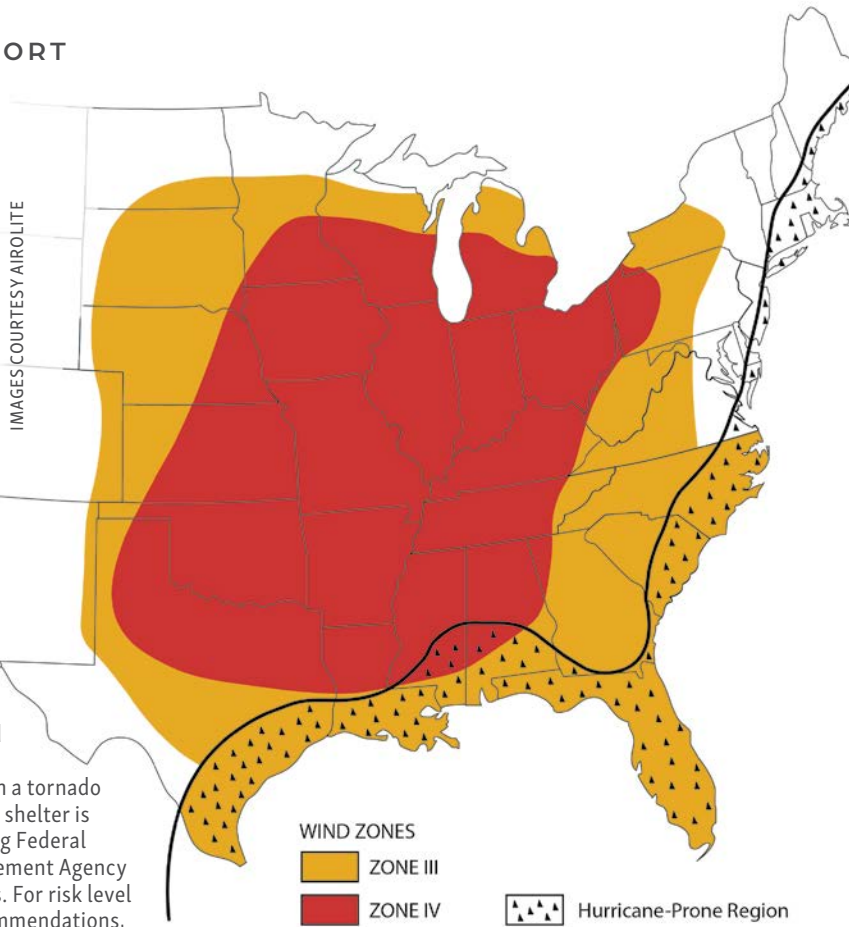 ORT
IMAGES COURTESY AIROLITE
a tornado
shelter is
g Federal
ement Agency
s. For risk level
mmendations.
WIND ZONES
ZONE III
ZONE IV
Hurricane-Prone Region